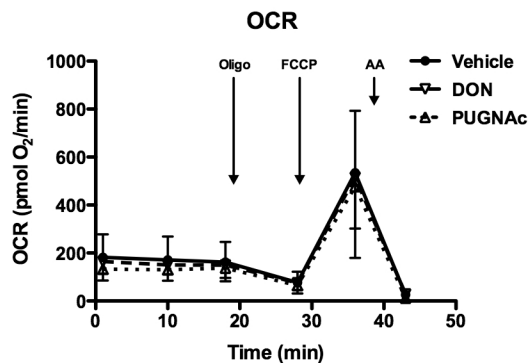 OCR
OCR (pmol O2/min)
1000
800
600
400
200
0
Oligo
FCCP
AA
Vehicle
DON
PUGNAc
0 10 20 30 40 50
Time (min)